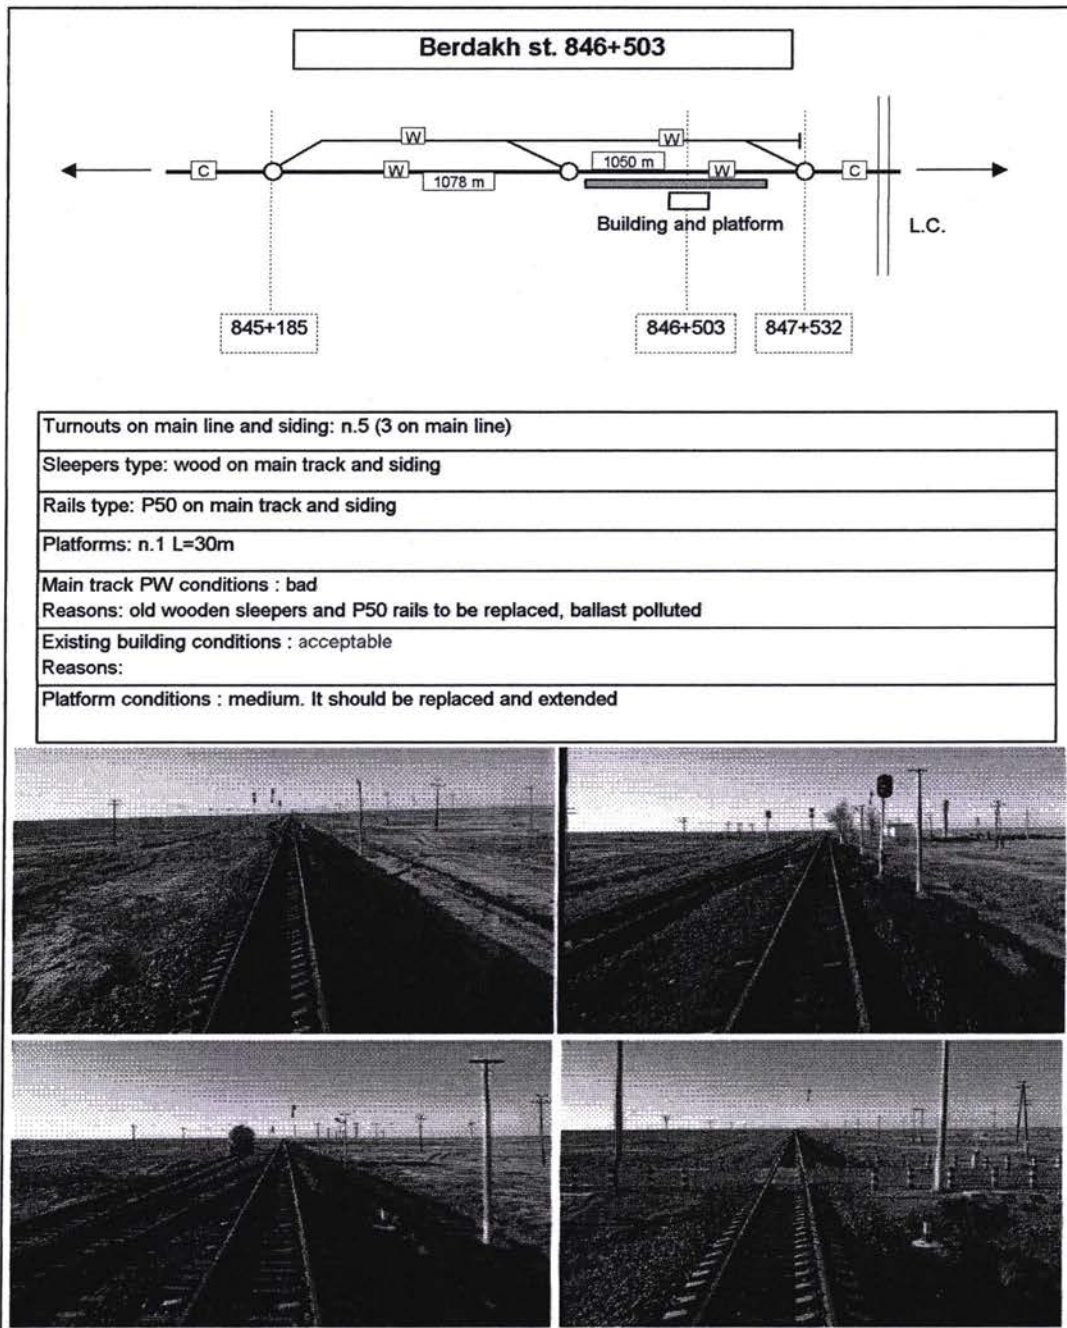 Berdakh st. 846+503
W
W
C
W
1078 m
1050 m
W
C
Building and platform
L.C.
845+185
846+503
847+532
Turnouts on main line and siding: n.5 (3 on main line)
Sleepers type: wood on main track and siding
Rails type: P50 on main track and siding
Platforms: n.1 L=30m
Main track PW conditions : bad
Reasons: old wooden sleepers and P50 rails to be replaced, ballast polluted
Existing building conditions : acceptable
Reasons:
Platform conditions : medium. It should be replaced and extended